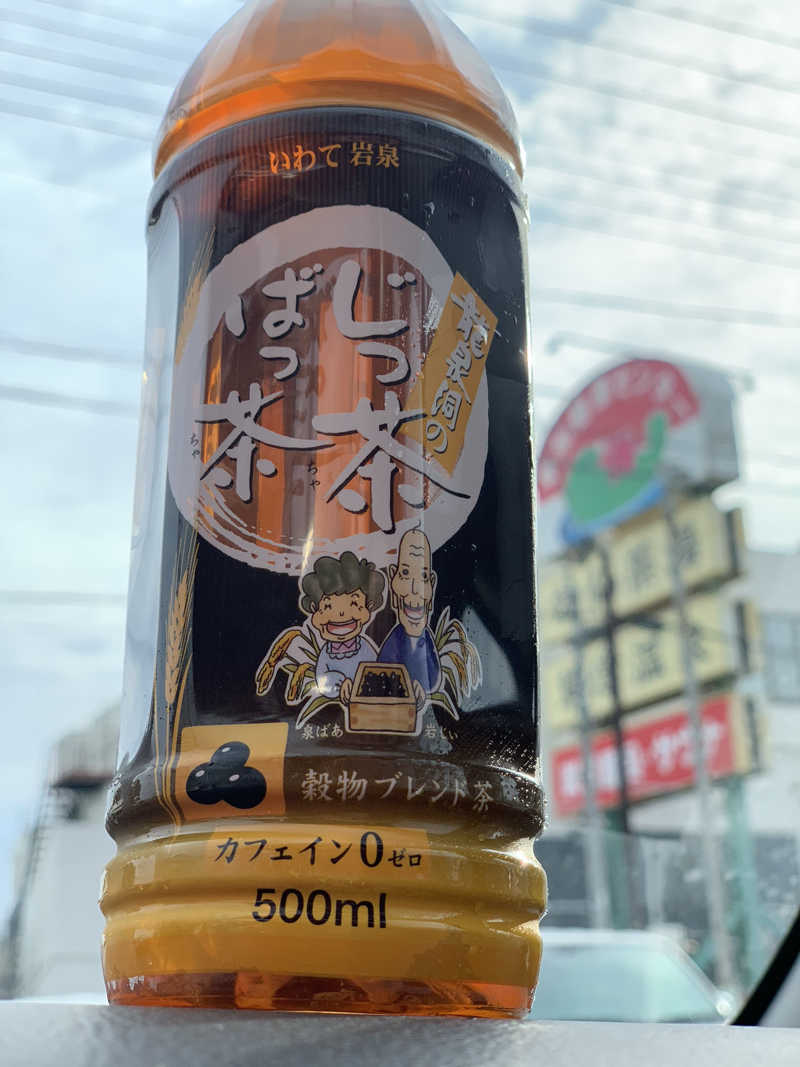 いわて 岩泉
龍泉洞の
じっ茶
ちゃ
ばっ茶
ちゃ
泉ばあ
岩じい
穀物ブレンド茶
カフェイン0ゼロ
500ml